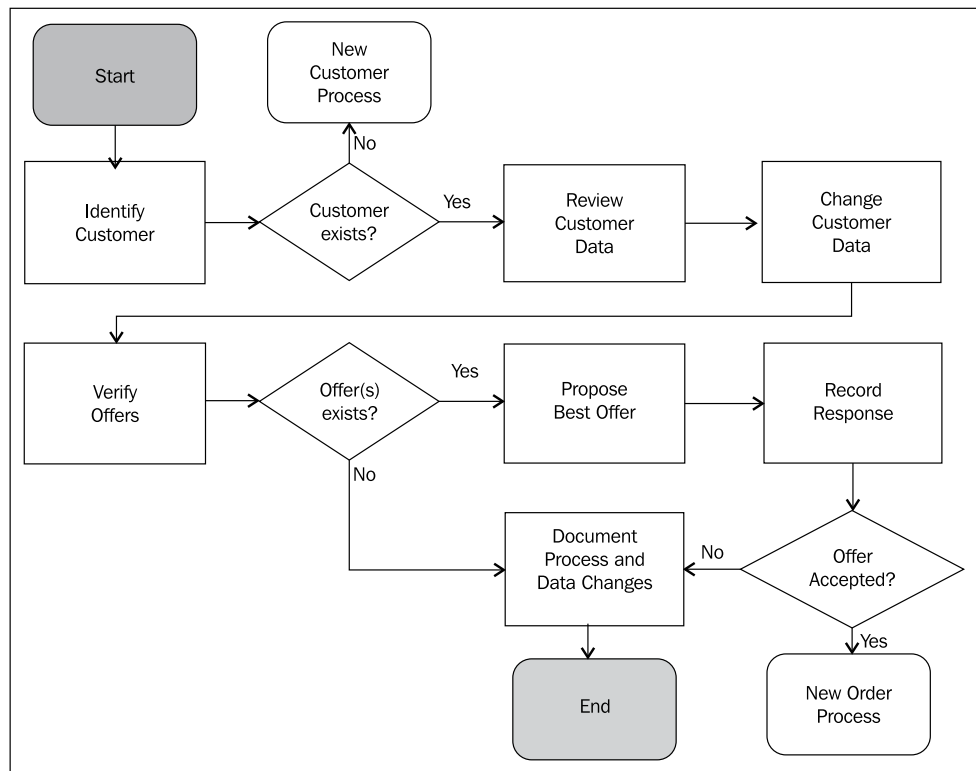 Start
New
Customer
Process
No
Identify
Customer
Customer
exists?
Yes
Review
Customer
Data
Change
Customer
Data
Verify
Offers
Offer(s)
exists?
Yes
Propose
Best Offer
Record
Response
No
Document
Process and
Data Changes
No
Offer
Accepted?
Yes
End
New Order
Process